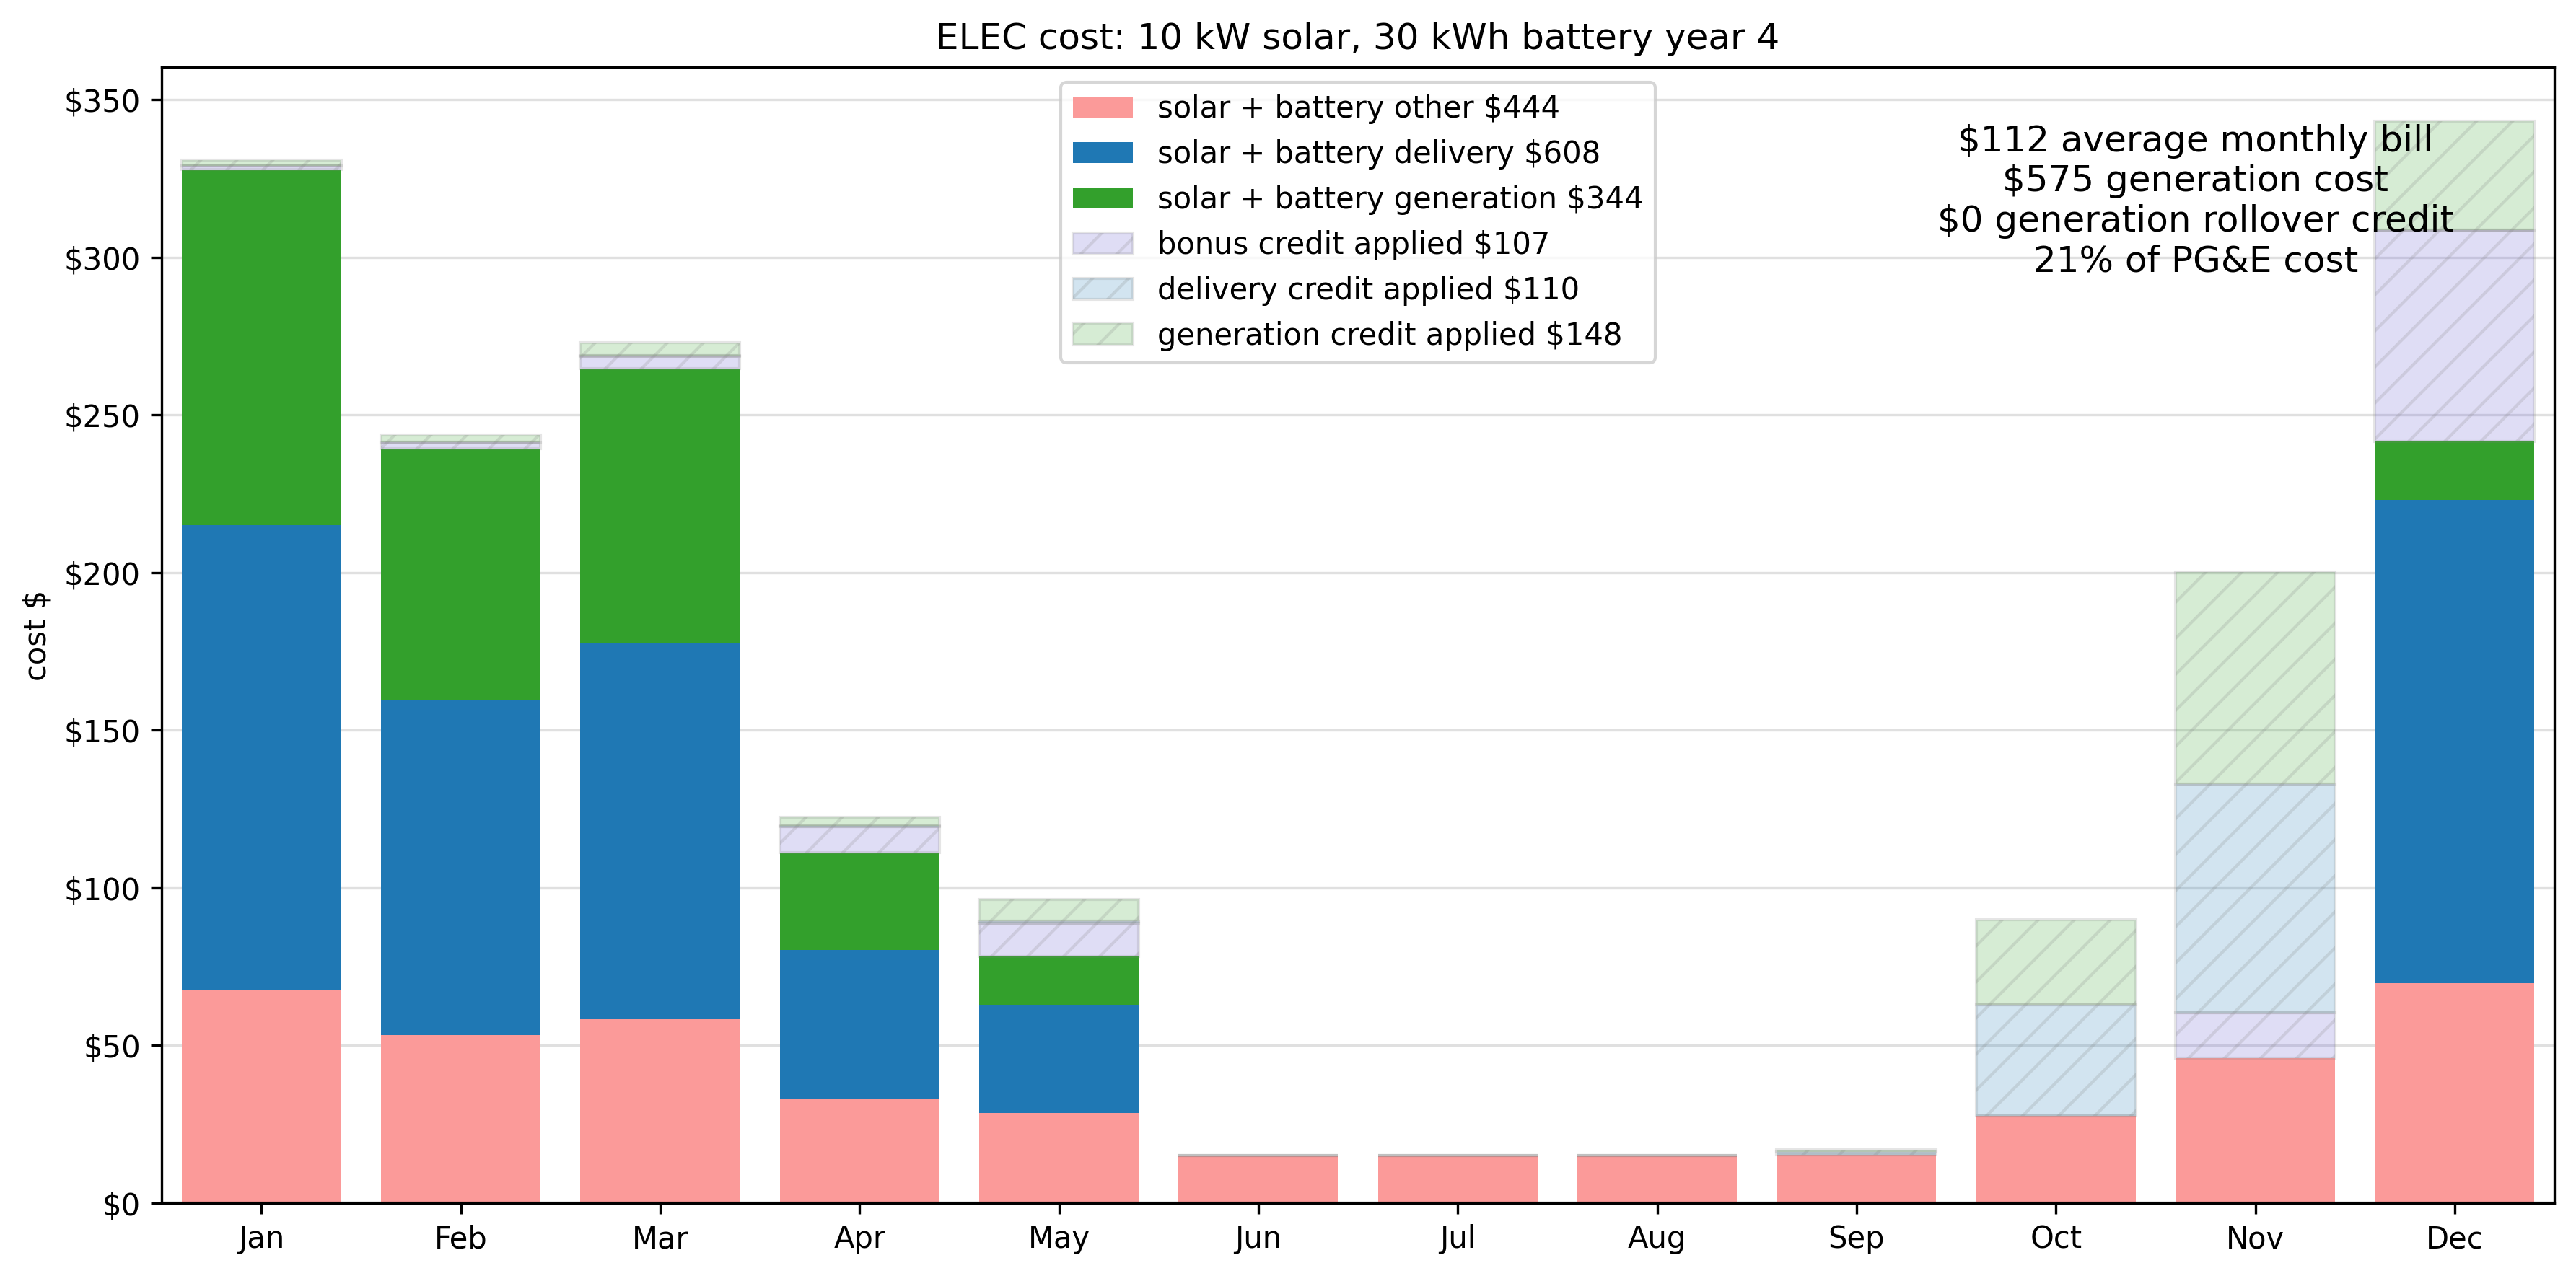 ELEC cost: 10 kW solar, 30 kWh battery year 4
cost $
$350
$300
$250
$200
$150
$100
$50
$0
solar + battery other $444
solar + battery delivery $608
solar + battery generation $344
bonus credit applied $107
delivery credit applied $110
generation credit applied $148
$112 average monthly bill
$575 generation cost
$0 generation rollover credit
21% of PG&E cost
Jan Feb Mar Apr May Jun Jul Aug Sep Oct Nov Dec